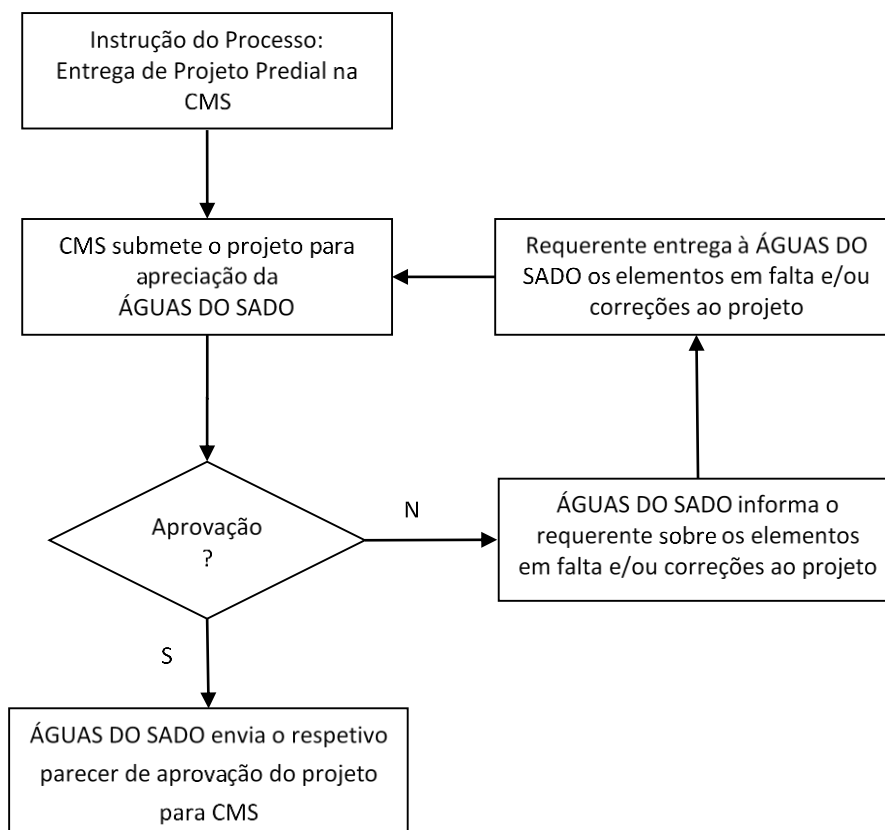 Instrução do Processo:
Entrega de Projeto Predial na
CMS
CMS submete o projeto para
apreciação da
ÁGUAS DO SADO
Requerente entrega à ÁGUAS DO
SADO os elementos em falta e/ou
correções ao projeto
Aprovação
?
N
ÁGUAS DO SADO informa o
requerente sobre os elementos
em falta e/ou correções ao projeto
S
ÁGUAS DO SADO envia o respetivo
parecer de aprovação do projeto
para CMS